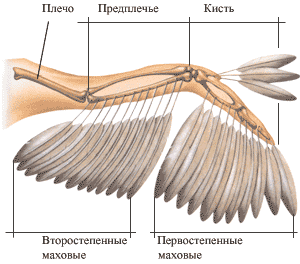 Плечо Предплечье Кисть
Второстепенные Первостепенные
маховые маховые